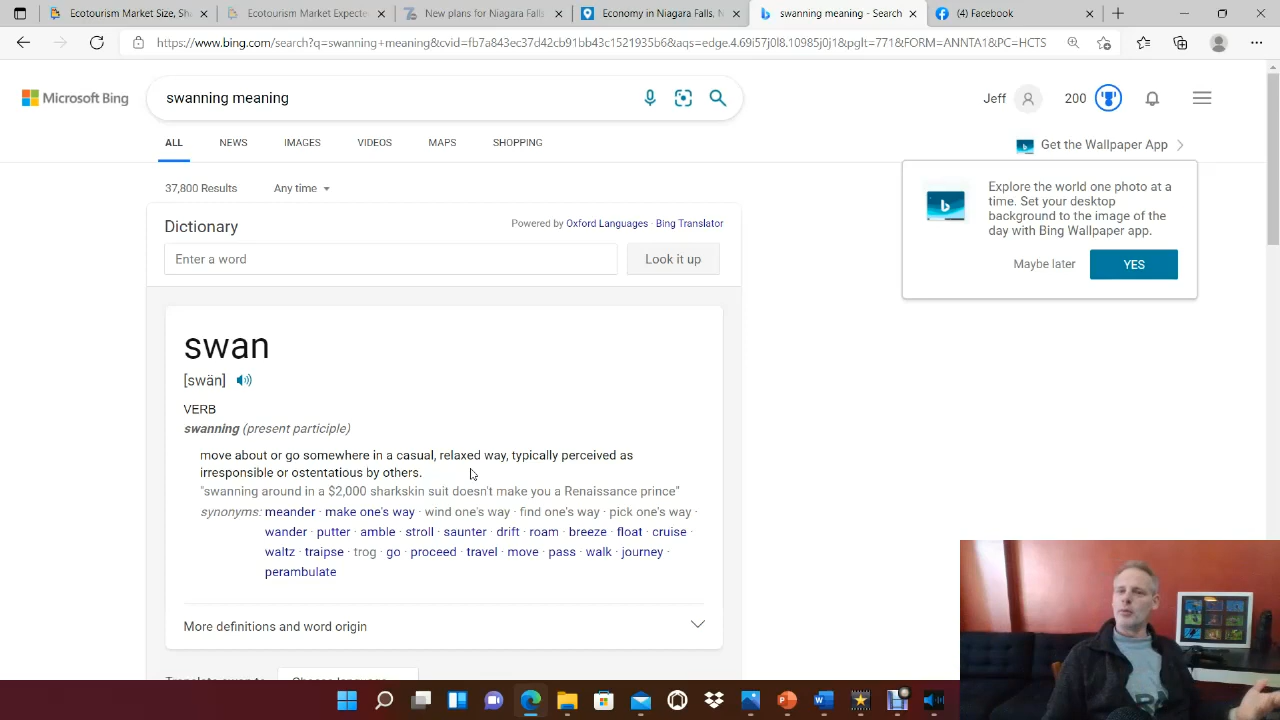 Ecotourism Market Size, Sh
Ecotourism Market Expecte
New plans for Niagara Falls
Economy in Niagara Falls, N
swanning meaning - Search
(4) Facebook
https://www.bing.com/search?q=swanning+meaning&cvid=fb7a843ec37d42cb91bb43c1521935b6&aqs=edge.4.69i57j0l8.10985j0j1&pglt=771&FORM=ANNTA1&PC=HCTS
Microsoft Bing
swanning meaning
Jeff
200
ALL
NEWS
IMAGES
VIDEOS
MAPS
SHOPPING
Get the Wallpaper App
37,800 Results
Any time
Explore the world one photo at a
time. Set your desktop
background to the image of the
day with Bing Wallpaper app.
Maybe later
YES
Dictionary
Powered by Oxford Languages · Bing Translator
Enter a word
Look it up
swan
[swän]
VERB
swanning (present participle)
move about or go somewhere in a casual, relaxed way, typically perceived as
irresponsible or ostentatious by others.
"swanning around in a $2,000 sharkskin suit doesn't make you a Renaissance prince"
synonyms: meander · make one's way · wind one's way · find one's way · pick one's way ·
wander · putter · amble · stroll · saunter · drift · roam · breeze · float · cruise ·
waltz · traipse · trog · go · proceed · travel · move · pass · walk · journey ·
perambulate
More definitions and word origin